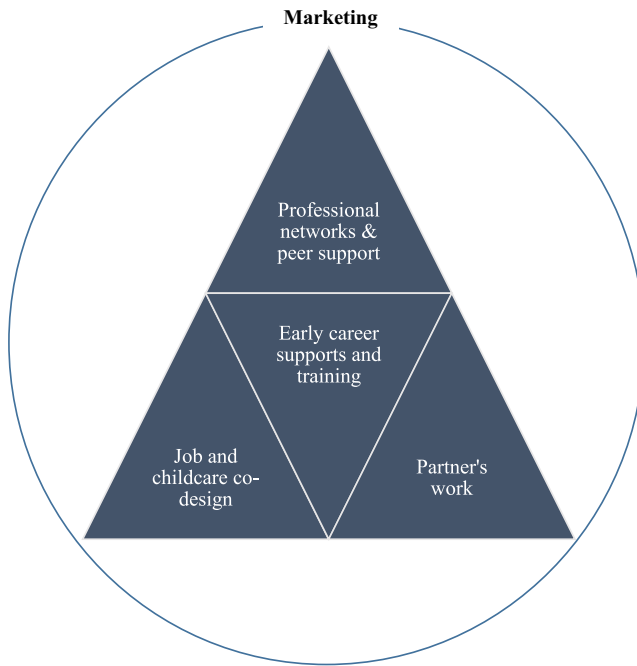 Marketing
Professional
networks &
peer support
Early career
supports and
training
Job and
childcare co-
design
Partner's
work